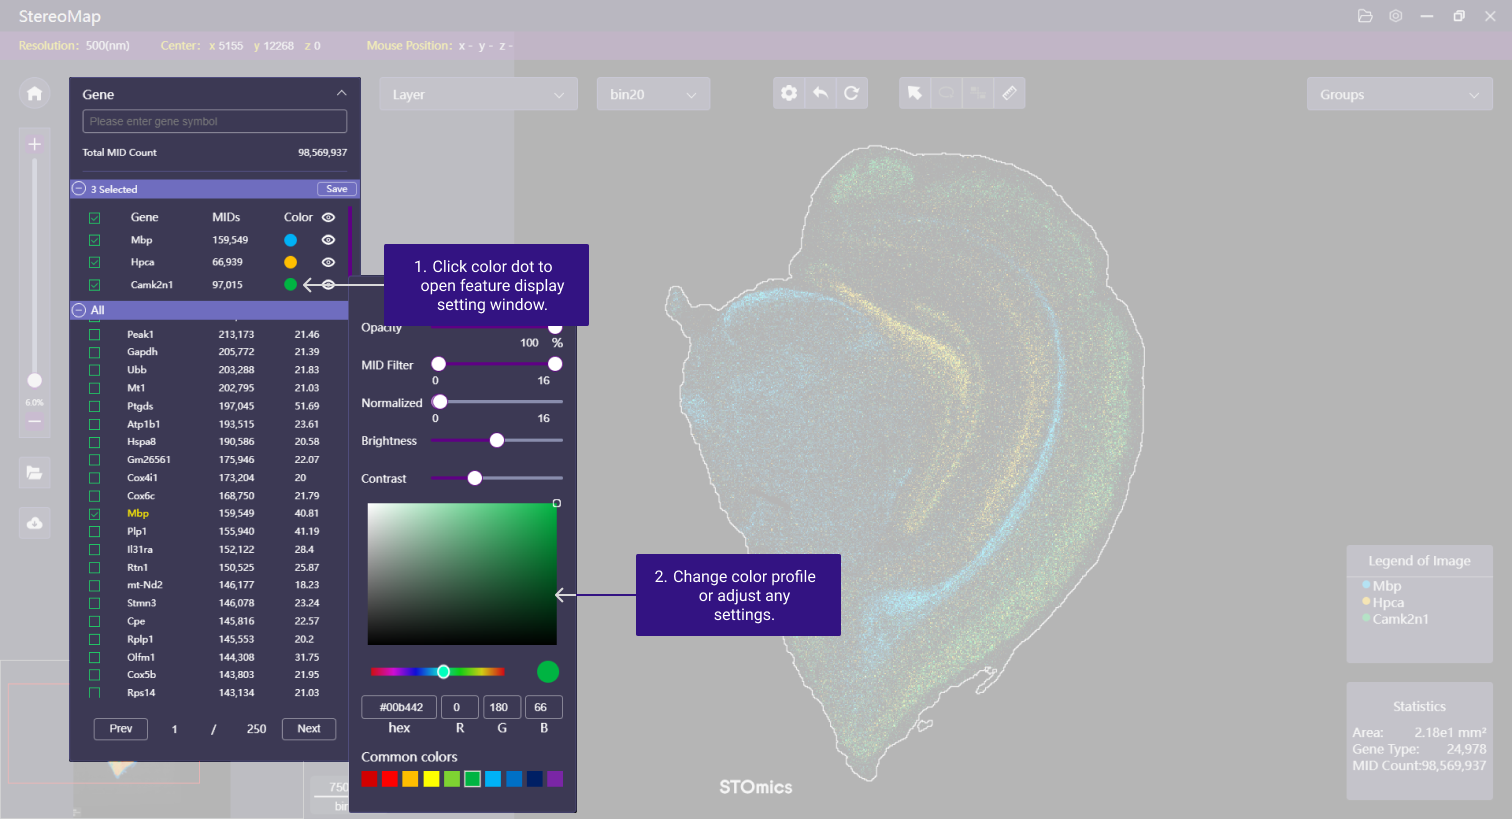 StereoMap
Resolution: 500(nm) Center: x 5155 y 12268 z 0 Mouse Position: x - y - z -
Gene
Please enter gene symbol
Total MID Count 98,569,937
3 Selected Save
Gene MIDs Color
Mbp 159,549
Hpca 66,939
Camk2n1 97,015
All
Peak1 213,173 21.46
Gapdh 205,772 21.39
Ubb 203,288 21.83
Mt1 202,795 21.03
Ptgds 197,045 51.69
Atp1b1 193,515 23.61
Hspa8 190,586 20.58
Gm26561 175,946 22.07
Cox4i1 173,204 20
Cox6c 168,750 21.79
Mbp 159,549 40.81
Plp1 155,940 41.19
Il31ra 152,122 28.4
Rtn1 150,525 25.87
mt-Nd2 146,177 18.23
Stmn3 146,078 23.24
Cpe 145,816 22.57
Rplp1 145,553 20.2
Olfm1 144,308 31.75
Cox5b 143,803 21.95
Rps14 143,134 21.03
Prev 1 / 250 Next
6.0%
Layer
bin20
Groups
1. Click color dot to
open feature display
setting window.
Opacity
100 %
MID Filter
0 16
Normalized
0 16
Brightness
Contrast
#00b442 0 180 66
hex R G B
Common colors
2. Change color profile
or adjust any
settings.
750
bin
STOmics
Legend of Image
Mbp
Hpca
Camk2n1
Statistics
Area: 2.18e1 mm²
Gene Type: 24,978
MID Count:98,569,937